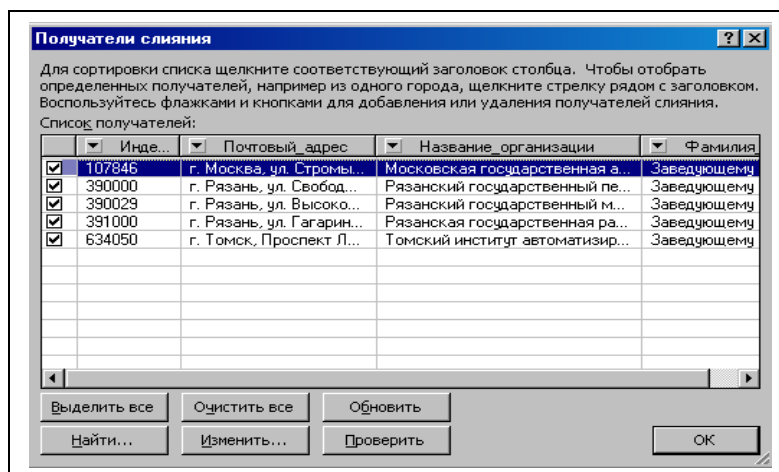 Получатели слияния
Для сортировки списка щелкните соответствующий заголовок столбца. Чтобы отобрать
определенных получателей, например из одного города, щелкните стрелку рядом с заголовком.
Воспользуйтесь флажками и кнопками для добавления или удаления получателей слияния.
Список получателей:
Инде... Почтовый_адрес Название_организации Фамилия_
107846 г. Москва, ул. Стромы... Московская государственная а... Заведующему
390000 г. Рязань, ул. Свобод... Рязанский государственный пе... Заведующему
390029 г. Рязань, ул. Высоко... Рязанский государственный м... Заведующему
391000 г. Рязань, ул. Гагарин... Рязанская государственная ра... Заведующему
634050 г. Томск, Проспект Л... Томский институт автоматизир... Заведующему
Выделить все Очистить все Обновить
Найти... Изменить... Проверить OK